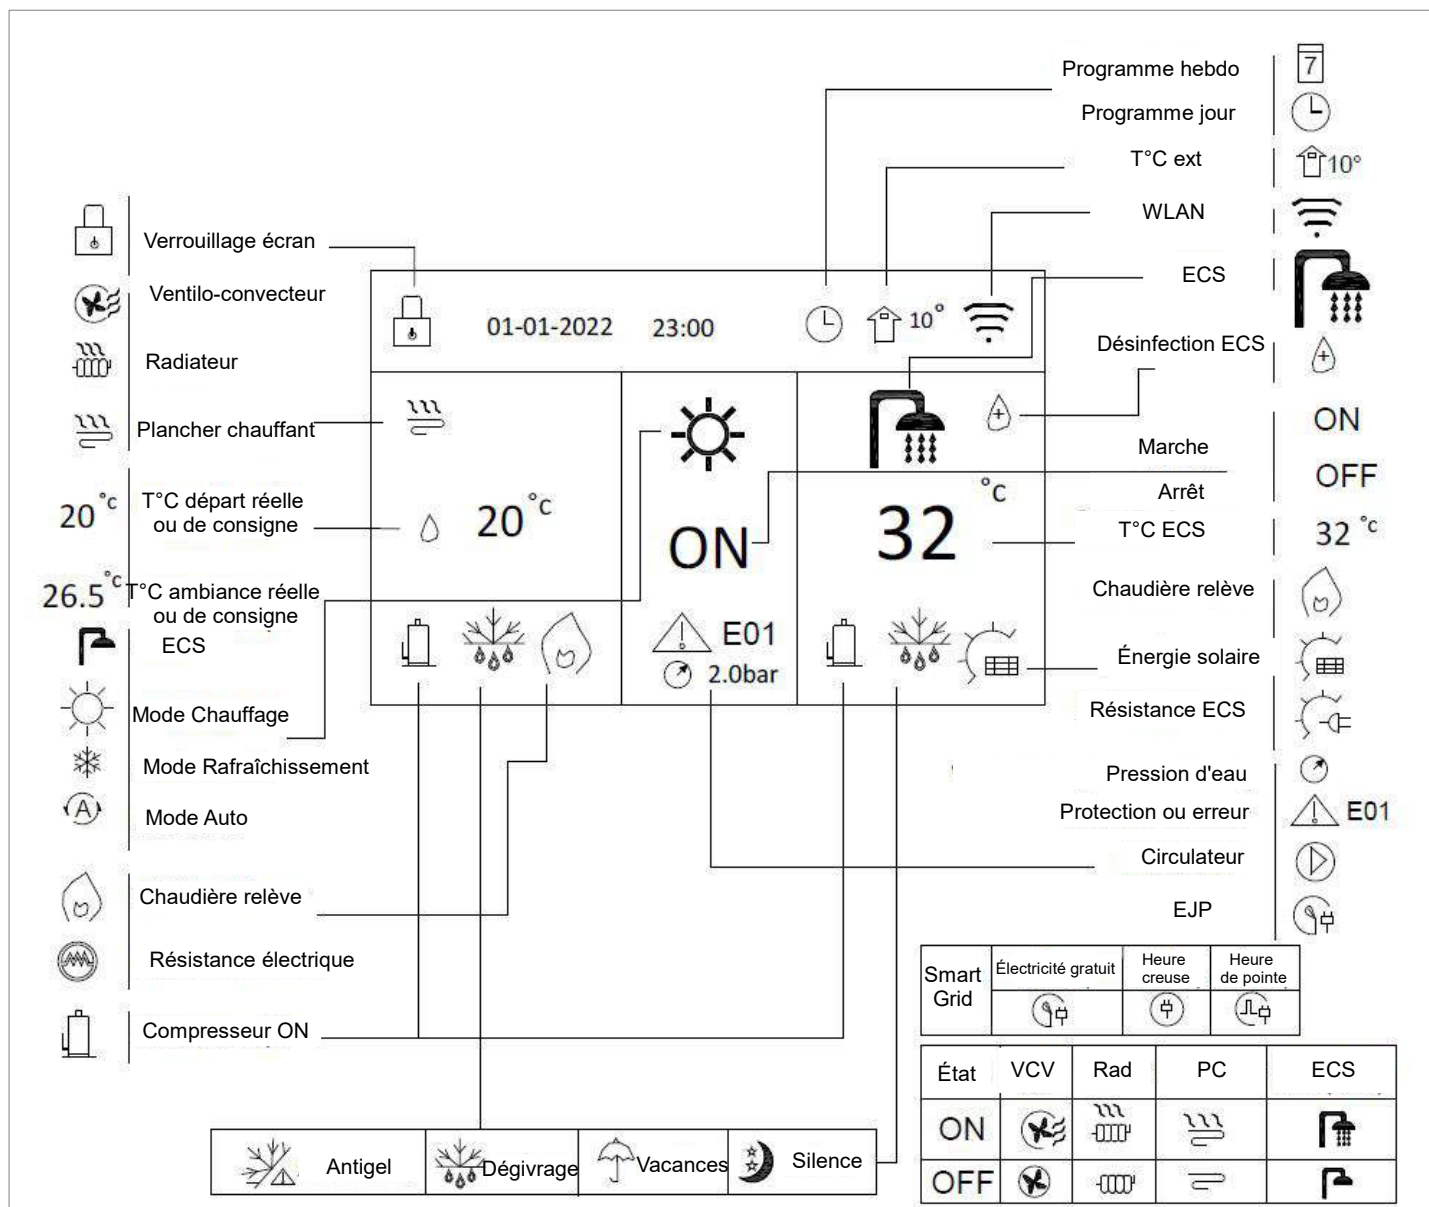 Programme hebdo
7
Programme jour
T°C ext
10°
WLAN
Verrouillage écran
ECS
Ventilo-convecteur
01-01-2022
23:00
10°
Désinfection ECS
Radiateur
ON
Plancher chauffant
Marche
OFF
Arrêt
20 °c
T°C départ réelle
ou de consigne
20 °c
ON
32 °c
T°C ECS
32 °c
26.5 °c
T°C ambiance réelle
ou de consigne
Chaudière relève
ECS
E01
2.0bar
Énergie solaire
Mode Chauffage
Résistance ECS
Mode Rafraîchissement
Pression d'eau
A
Mode Auto
Protection ou erreur
E01
Circulateur
Chaudière relève
EJP
Résistance électrique
Smart
Grid
Électricité gratuit
Heure
creuse
Heure
de pointe
Compresseur ON
État
VCV
Rad
PC
ECS
ON
OFF
Antigel
Dégivrage
Vacances
Silence